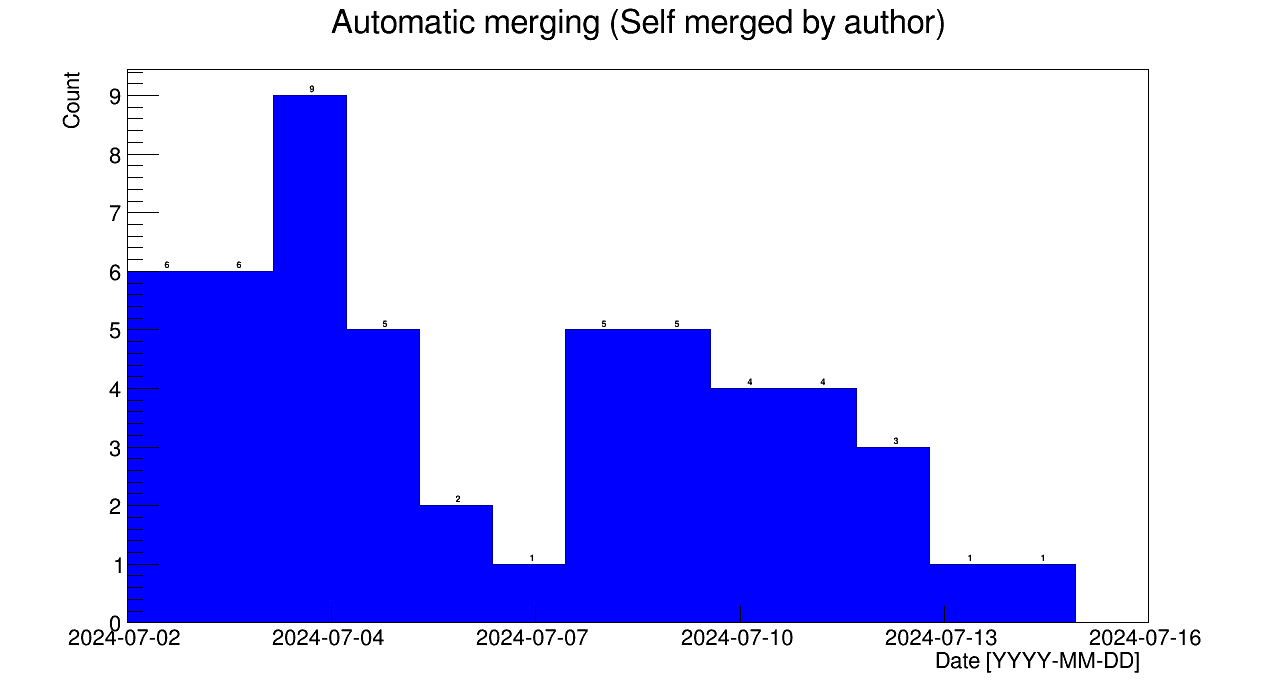 Automatic merging (Self merged by author)
Count
9
8
7
6
5
4
3
2
1
0
6 6 9 5 2 1 5 5 4 4 3 1 1
2024-07-02 2024-07-04 2024-07-07 2024-07-10 2024-07-13 2024-07-16
Date [YYYY-MM-DD]